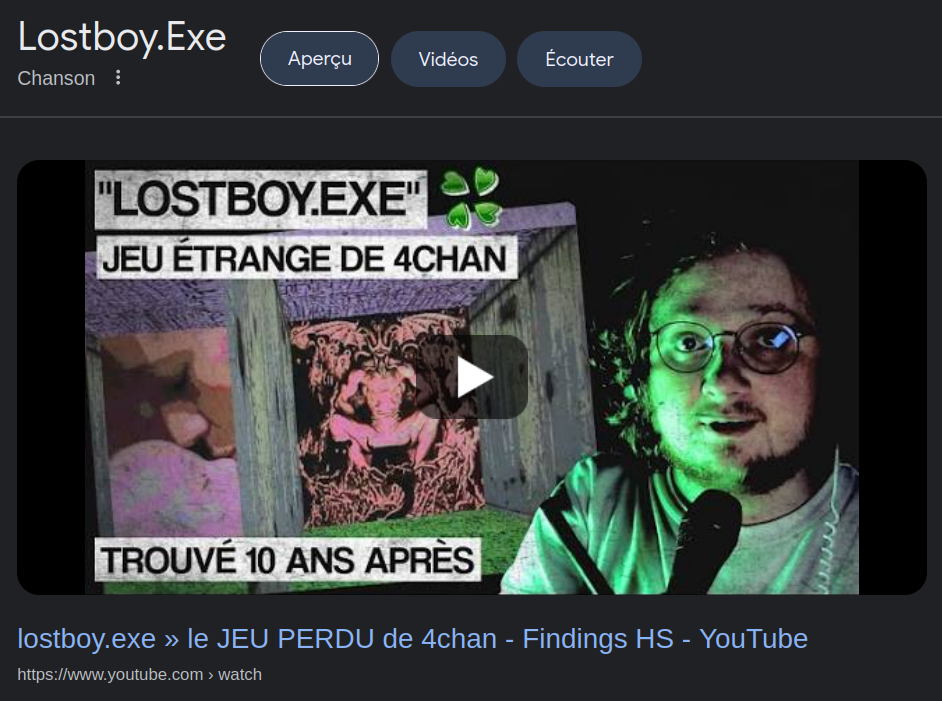 Lostboy.Exe
Chanson
Aperçu
Vidéos
Écouter
"LOSTBOY.EXE"
JEU ÉTRANGE DE 4CHAN
TROUVÉ 10 ANS APRÈS
lostboy.exe » le JEU PERDU de 4chan - Findings HS - YouTube
https://www.youtube.com › watch